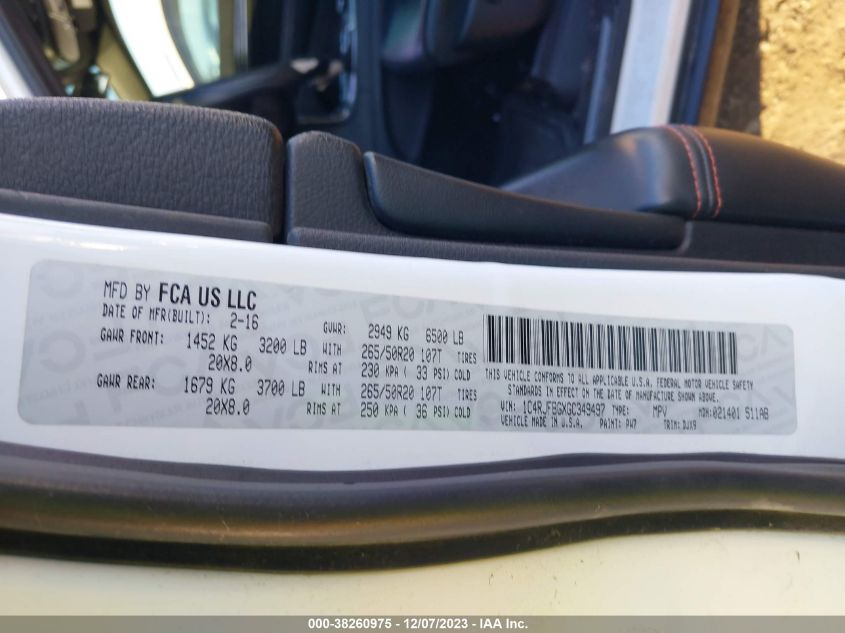 MFD BY FCA US LLC
DATE OF MFR(BUILT): 2-16 GVWR: 2949 KG 6500 LB
GAWR FRONT: 1452 KG 3200 LB WITH 265/50R20 107T TIRES
20X8.0 RIMS AT 230 KPA ( 33 PSI) COLD
GAWR REAR: 1679 KG 3700 LB WITH 265/50R20 107T TIRES
20X8.0 RIMS AT 250 KPA ( 36 PSI) COLD
THIS VEHICLE CONFORMS TO ALL APPLICABLE U.S.A. FEDERAL MOTOR VEHICLE SAFETY
STANDARDS IN EFFECT ON THE DATE OF MANUFACTURE SHOWN ABOVE.
VIN: 1C4RJFBGXGC349497 TYPE: MPV MDH: 021401 511AB
VEHICLE MADE IN U.S.A. PAINT: PW7 TRIM: DJX9
000-38260975 - 12/07/2023 - IAA Inc.